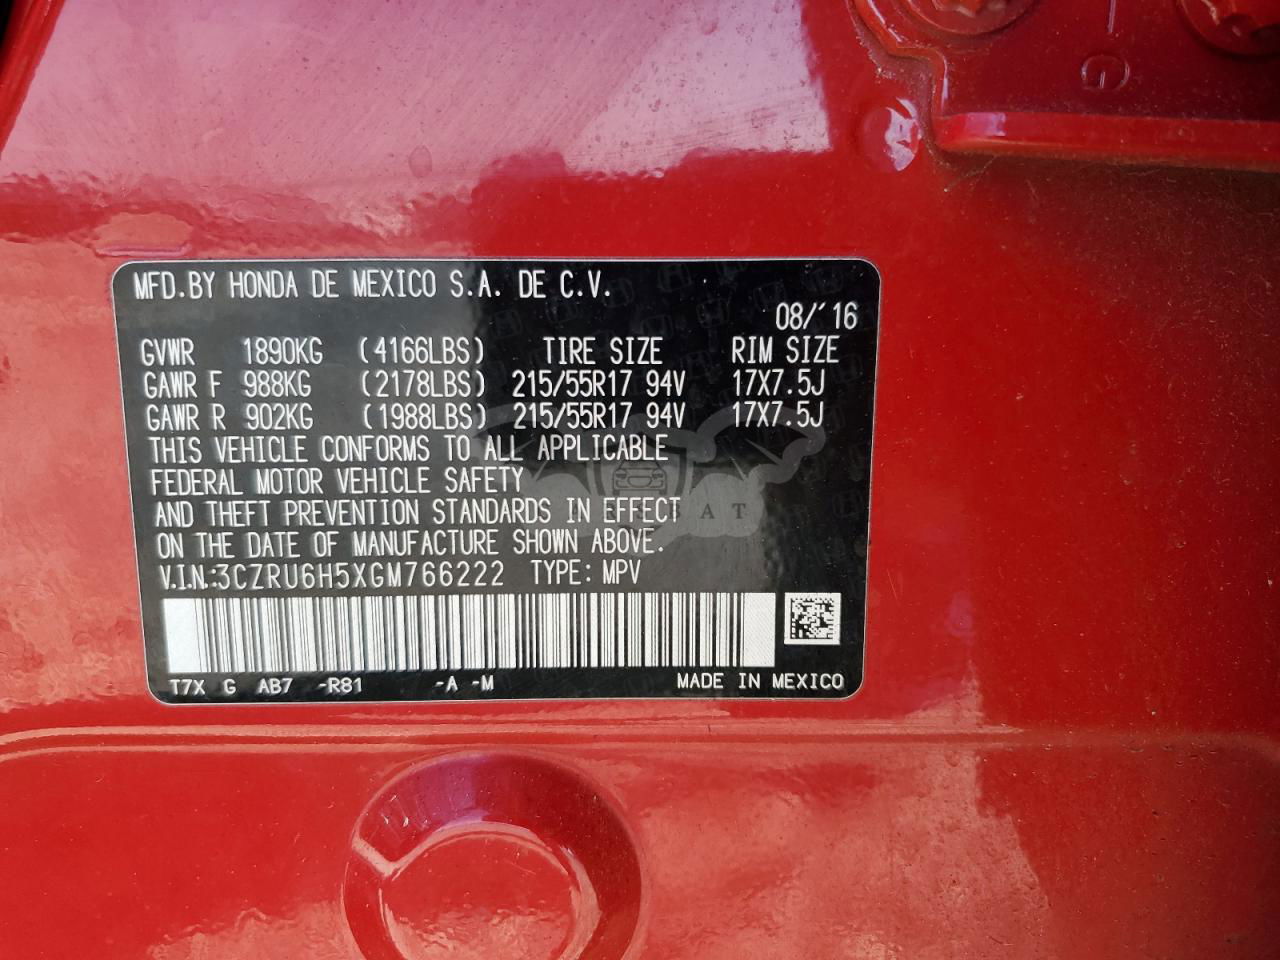 MFD.BY HONDA DE MEXICO S.A. DE C.V.
08/'16
GVWR 1890KG (4166LBS) TIRE SIZE RIM SIZE
GAWR F 988KG (2178LBS) 215/55R17 94V 17X7.5J
GAWR R 902KG (1988LBS) 215/55R17 94V 17X7.5J
THIS VEHICLE CONFORMS TO ALL APPLICABLE
FEDERAL MOTOR VEHICLE SAFETY
AND THEFT PREVENTION STANDARDS IN EFFECT
ON THE DATE OF MANUFACTURE SHOWN ABOVE.
V.I.N.:3CZRU6H5XGM766222 TYPE: MPV
T7X G AB7 -R81 -A -M MADE IN MEXICO